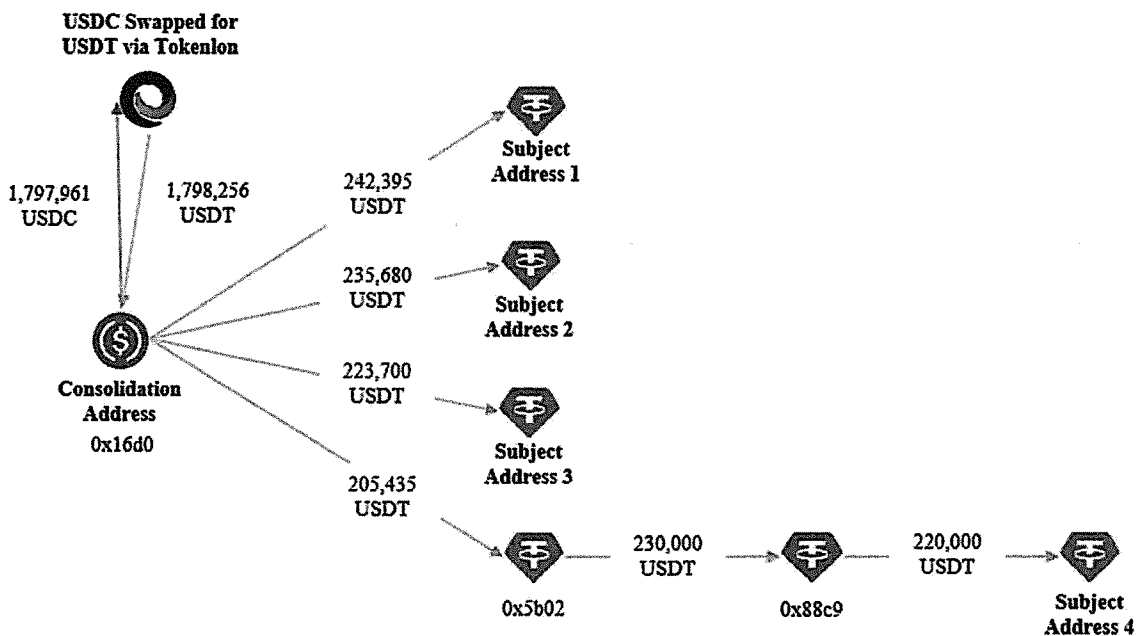 USDC Swapped for
USDT via Tokenlon
1,797,961
USDC
1,798,256
USDT
242,395
USDT
Subject
Address 1
235,680
USDT
Subject
Address 2
Consolidation
Address
0x16d0
223,700
USDT
Subject
Address 3
205,435
USDT
0x5b02
230,000
USDT
0x88c9
220,000
USDT
Subject
Address 4